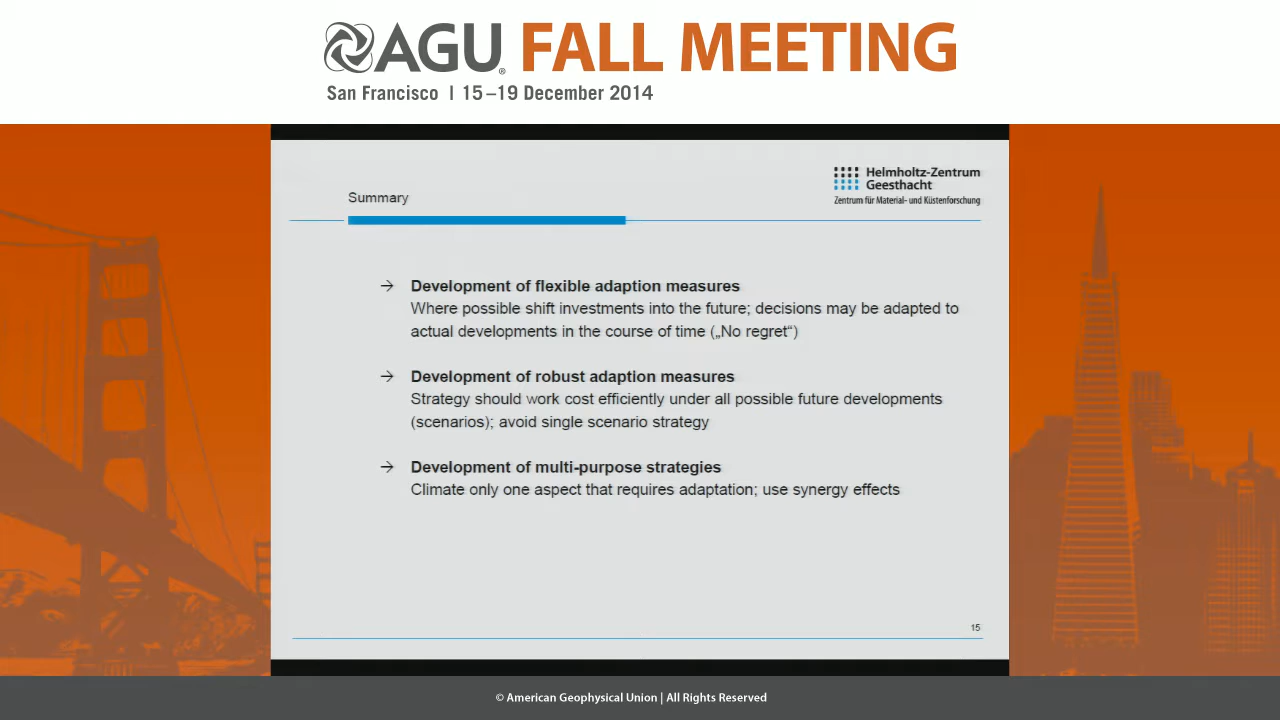 AGU® FALL MEETING
San Francisco | 15–19 December 2014
Helmholtz-Zentrum
Geesthacht
Zentrum für Material- und Küstenforschung
Summary
→ Development of flexible adaption measures
Where possible shift investments into the future; decisions may be adapted to
actual developments in the course of time („No regret“)
→ Development of robust adaption measures
Strategy should work cost efficiently under all possible future developments
(scenarios); avoid single scenario strategy
→ Development of multi-purpose strategies
Climate only one aspect that requires adaptation; use synergy effects
15
© American Geophysical Union | All Rights Reserved